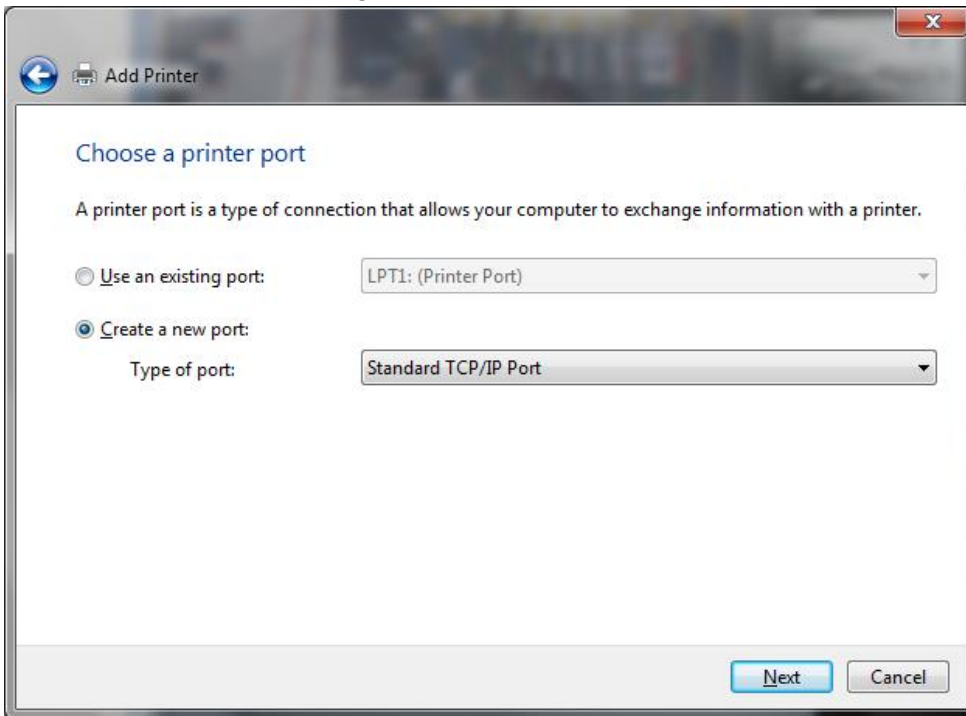 Add Printer
Choose a printer port
A printer port is a type of connection that allows your computer to exchange information with a printer.
Use an existing port: LPT1: (Printer Port)
Create a new port:
Type of port: Standard TCP/IP Port
Next Cancel